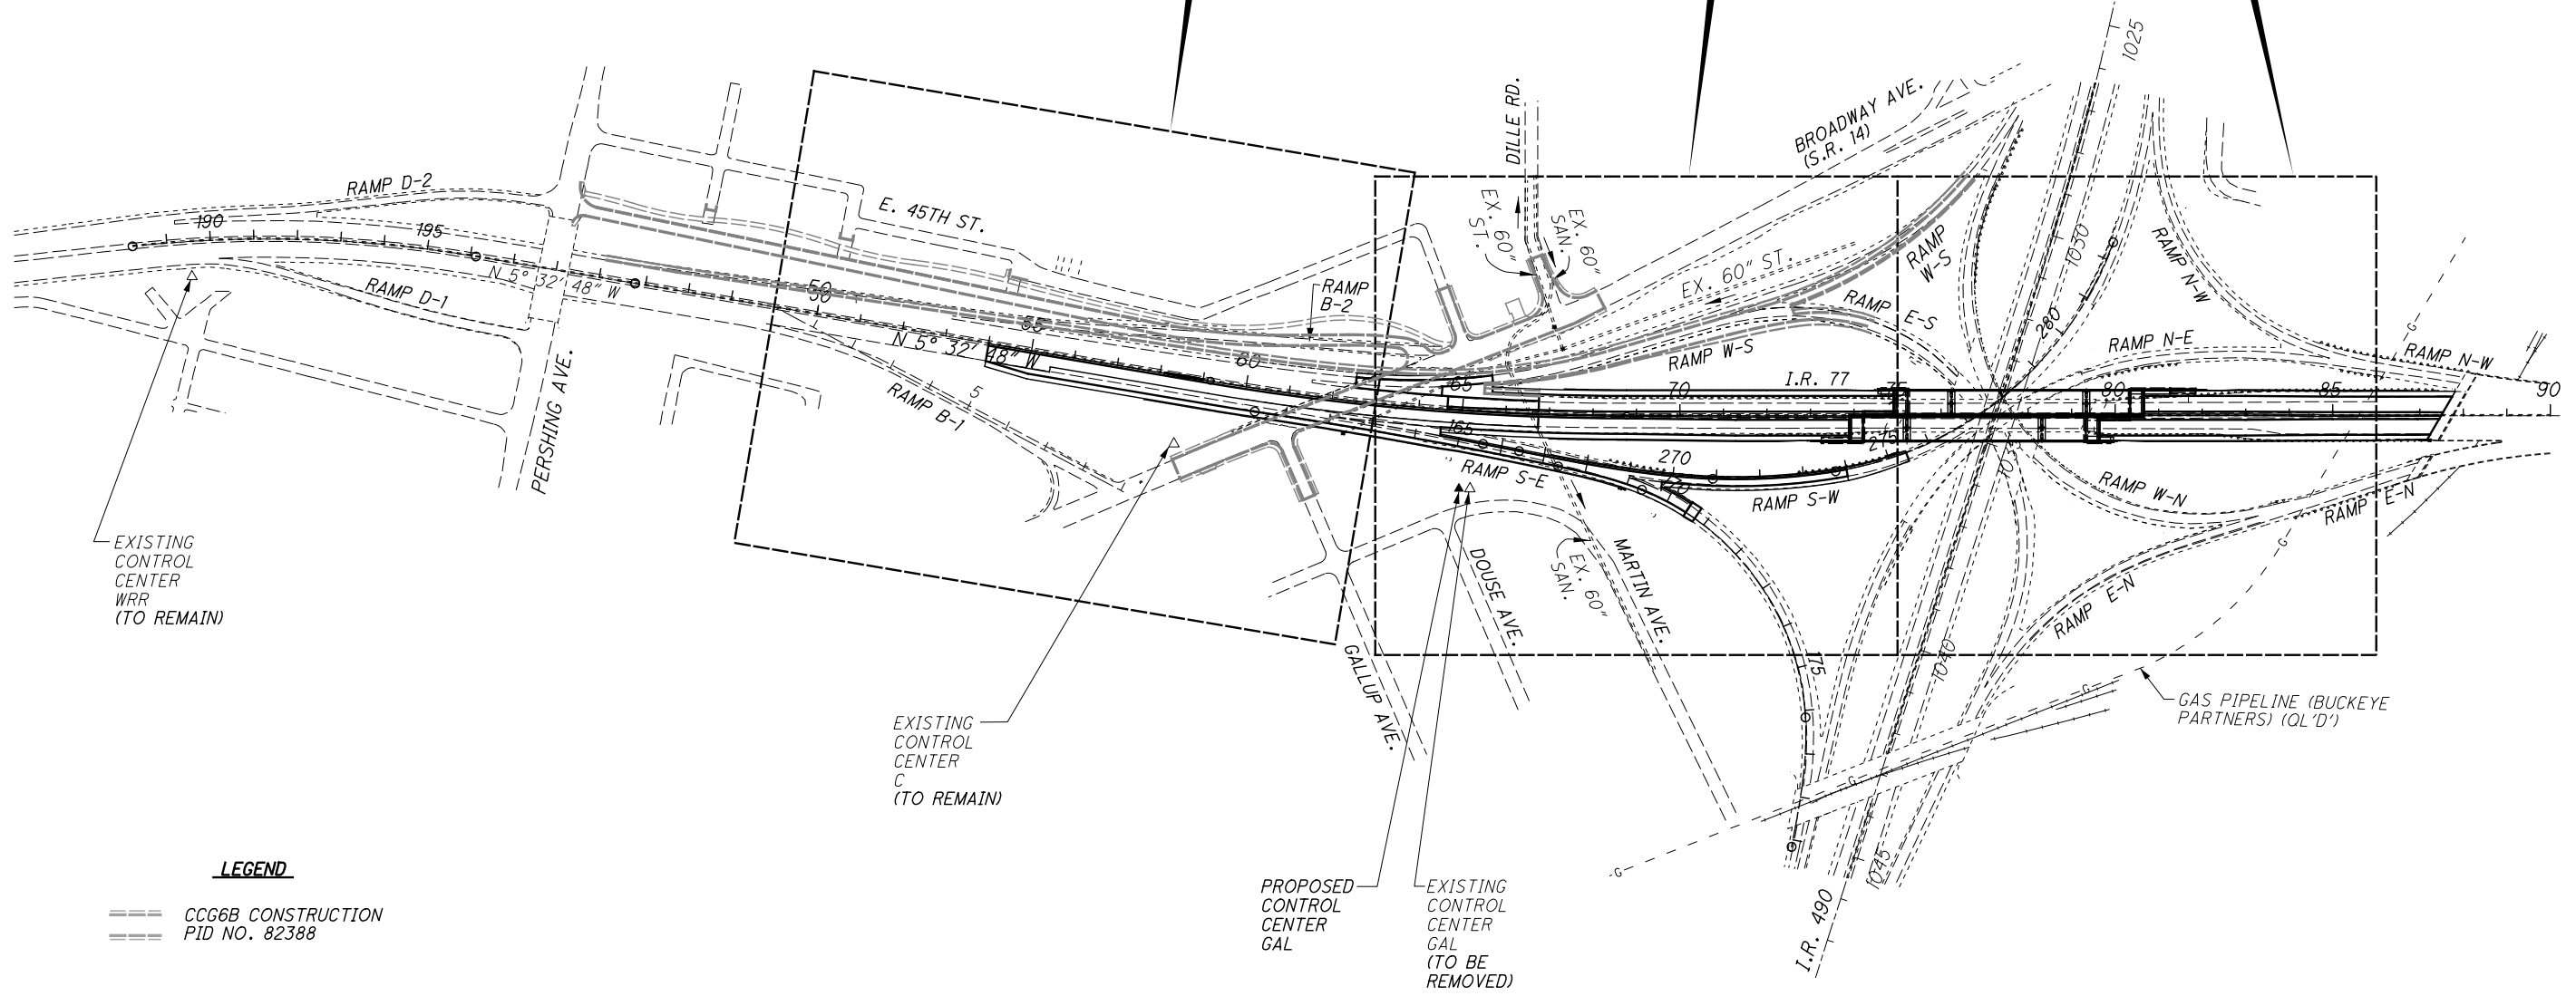 1025
DILLE RD.
BROADWAY AVE.
(S.R. 14)
RAMP D-2
190
195
E. 45TH ST.
EX. 60"
ST.
EX. 60"
SAN.
RAMP
W-S
1030
RAMP N-W
N 5° 32' 48" W
RAMP D-1
50
50
RAMP
B-2
EX. 60" ST.
RAMP E-S
280
RAMP N-E
RAMP N-W
G
55
N 5° 32' 48" W
60
RAMP W-S
65
70
I.R. 77
75
80
85
90
PERSHING AVE.
RAMP B-1
5
165
RAMP S-E
270
170
275
RAMP S-W
RAMP W-N
RAMP E-N
RAMP E-N
G
EXISTING
CONTROL
CENTER
WRR
(TO REMAIN)
EX. 60"
SAN.
DOUSE AVE.
MARTIN AVE.
GALLUP AVE.
175
1040
G
GAS PIPELINE (BUCKEYE
PARTNERS) (QL'D')
EXISTING
CONTROL
CENTER
C
(TO REMAIN)
G
G
1045
I.R. 490
LEGEND
CCG6B CONSTRUCTION
PID NO. 82388
PROPOSED
CONTROL
CENTER
GAL
EXISTING
CONTROL
CENTER
GAL
(TO BE
REMOVED)